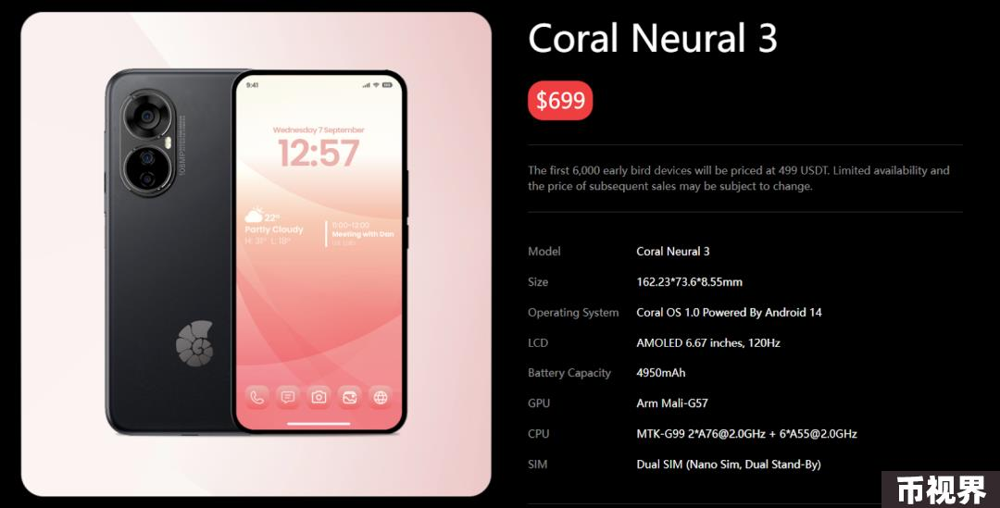 Coral Neural 3
$699
The first 6,000 early bird devices will be priced at 499 USDT. Limited availability and
the price of subsequent sales may be subject to change.
Model Coral Neural 3
Size 162.23*73.6*8.55mm
Operating System Coral OS 1.0 Powered By Android 14
LCD AMOLED 6.67 inches, 120Hz
Battery Capacity 4950mAh
GPU Arm Mali-G57
CPU MTK-G99 2*A76@2.0GHz + 6*A55@2.0GHz
SIM Dual SIM (Nano Sim, Dual Stand-By)
9:41
Wednesday 7 September
12:57
22°
Partly Cloudy
H: 31° L: 18°
11:00-12:00
Meeting with Dan
108MP
币视界